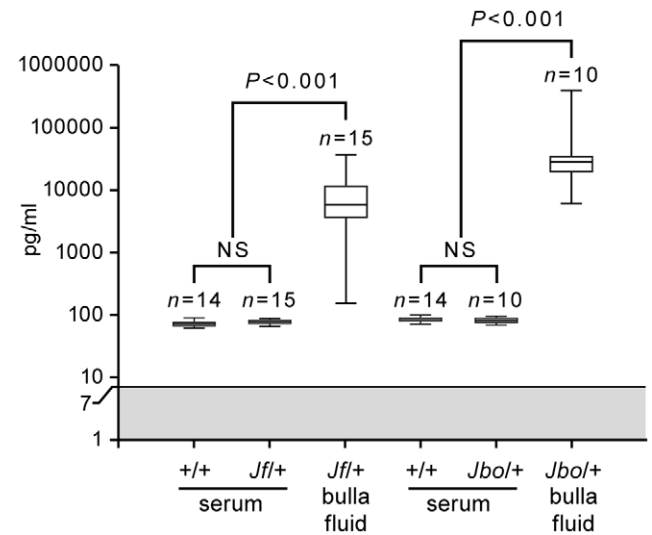 P<0.001
1000000
P<0.001
n=10
100000
n=15
10000
pg/ml
1000
NS
NS
n=14 n=15
n=14 n=10
100
10
7
1
+/+ Jf/+ Jf/+ +/+ Jbo/+ Jbo/+
serum bulla fluid serum bulla fluid